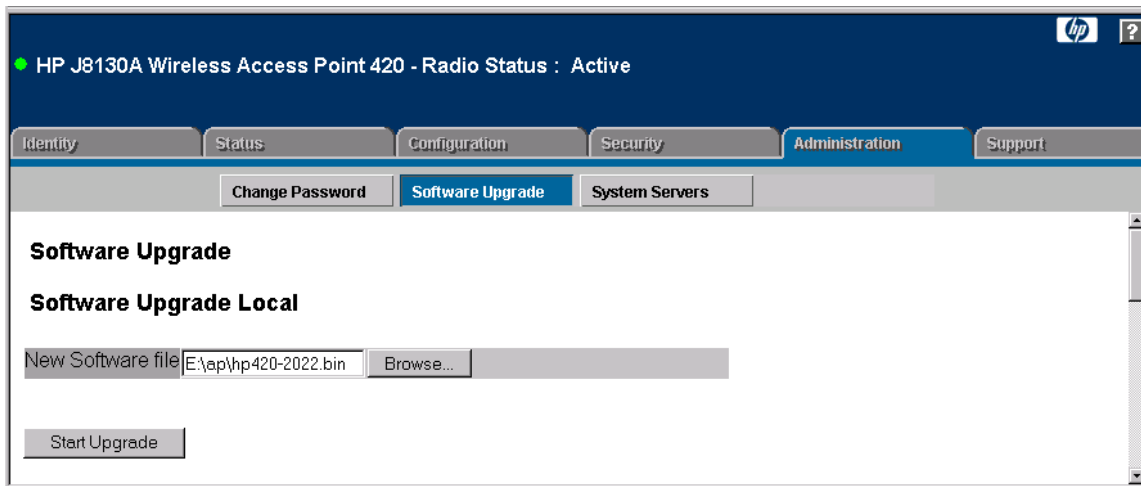 hp
?
HP J8130A Wireless Access Point 420 - Radio Status : Active
Identity Status Configuration Security Administration Support
Change Password Software Upgrade System Servers
Software Upgrade
Software Upgrade Local
New Software file E:\ap\hp420-2022.bin Browse...
Start Upgrade